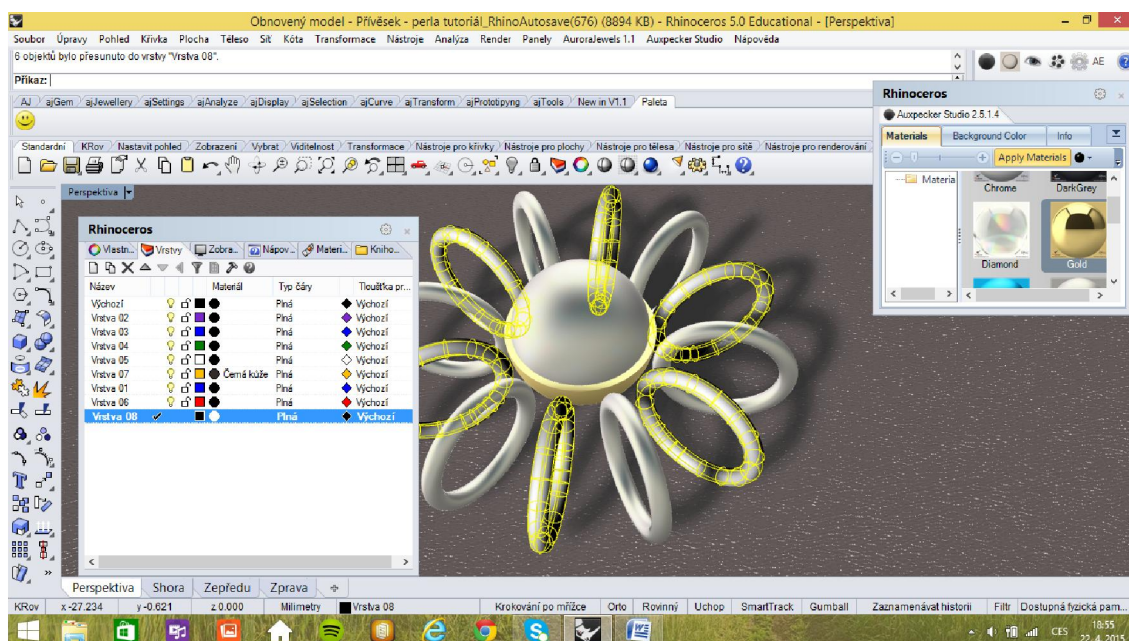 Obnovený model - Přívěsek - perla tutoriál_RhinoAutosave(676) (8894 KB) - Rhinoceros 5.0 Educational - [Perspektiva]
Soubor Úpravy Pohled Křivka Plocha Těleso Síť Kóta Transformace Nástroje Analýza Render Panely AuroraJewels 1.1 Auxpecker Studio Nápověda
6 objektů bylo přesunuto do vrstvy "Vrstva 08".
Příkaz:
AE
AJ ajGem ajJewellery ajSettings ajAnalyze ajDisplay ajSelection ajCurve ajTransform ajPrototipyng ajTools New in V1.1 Paleta
Standardní KRov Nastavit pohled Zobrazení Vybrat Viditelnost Transformace Nástroje pro křivky Nástroje pro plochy Nástroje pro tělesa Nástroje pro sítě Nástroje pro renderování
Perspektiva
Rhinoceros
Vlastn... Vrstvy Zobra... Nápov... Materi... Kniho...
Název Materiál Typ čáry Tloušťka pr...
Výchozí Plná Výchozí
Vrstva 02 Plná Výchozí
Vrstva 03 Plná Výchozí
Vrstva 04 Plná Výchozí
Vrstva 05 Plná Výchozí
Vrstva 07 Černá kůže Plná Výchozí
Vrstva 01 Plná Výchozí
Vrstva 06 Plná Výchozí
Vrstva 08 Plná Výchozí
Rhinoceros
Auxpecker Studio 2.5.1.4
Materials Background Color Info
Apply Materials
Materia
Chrome DarkGrey
Diamond Gold
Perspektiva Shora Zepředu Zprava
KRov x -27.234 y -0.621 z 0.000 Milimetry Vrstva 08 Krokování po mřížce Orto Rovinný Uchop SmartTrack Gumball Zaznamenávat historii Filtr Dostupná fyzická pam...
CES
18:55
22. 4. 2015